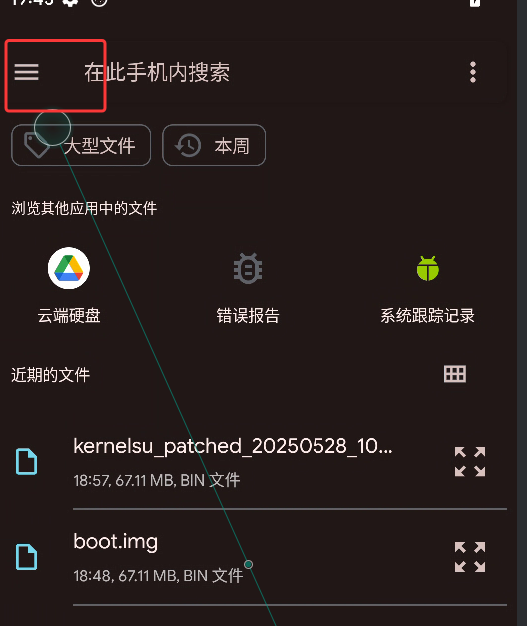 在此手机内搜索
大型文件
本周
浏览其他应用中的文件
云端硬盘
错误报告
系统跟踪记录
近期的文件
kernelsu_patched_20250528_10...
18:57, 67.11 MB, BIN 文件
boot.img
18:48, 67.11 MB, BIN 文件